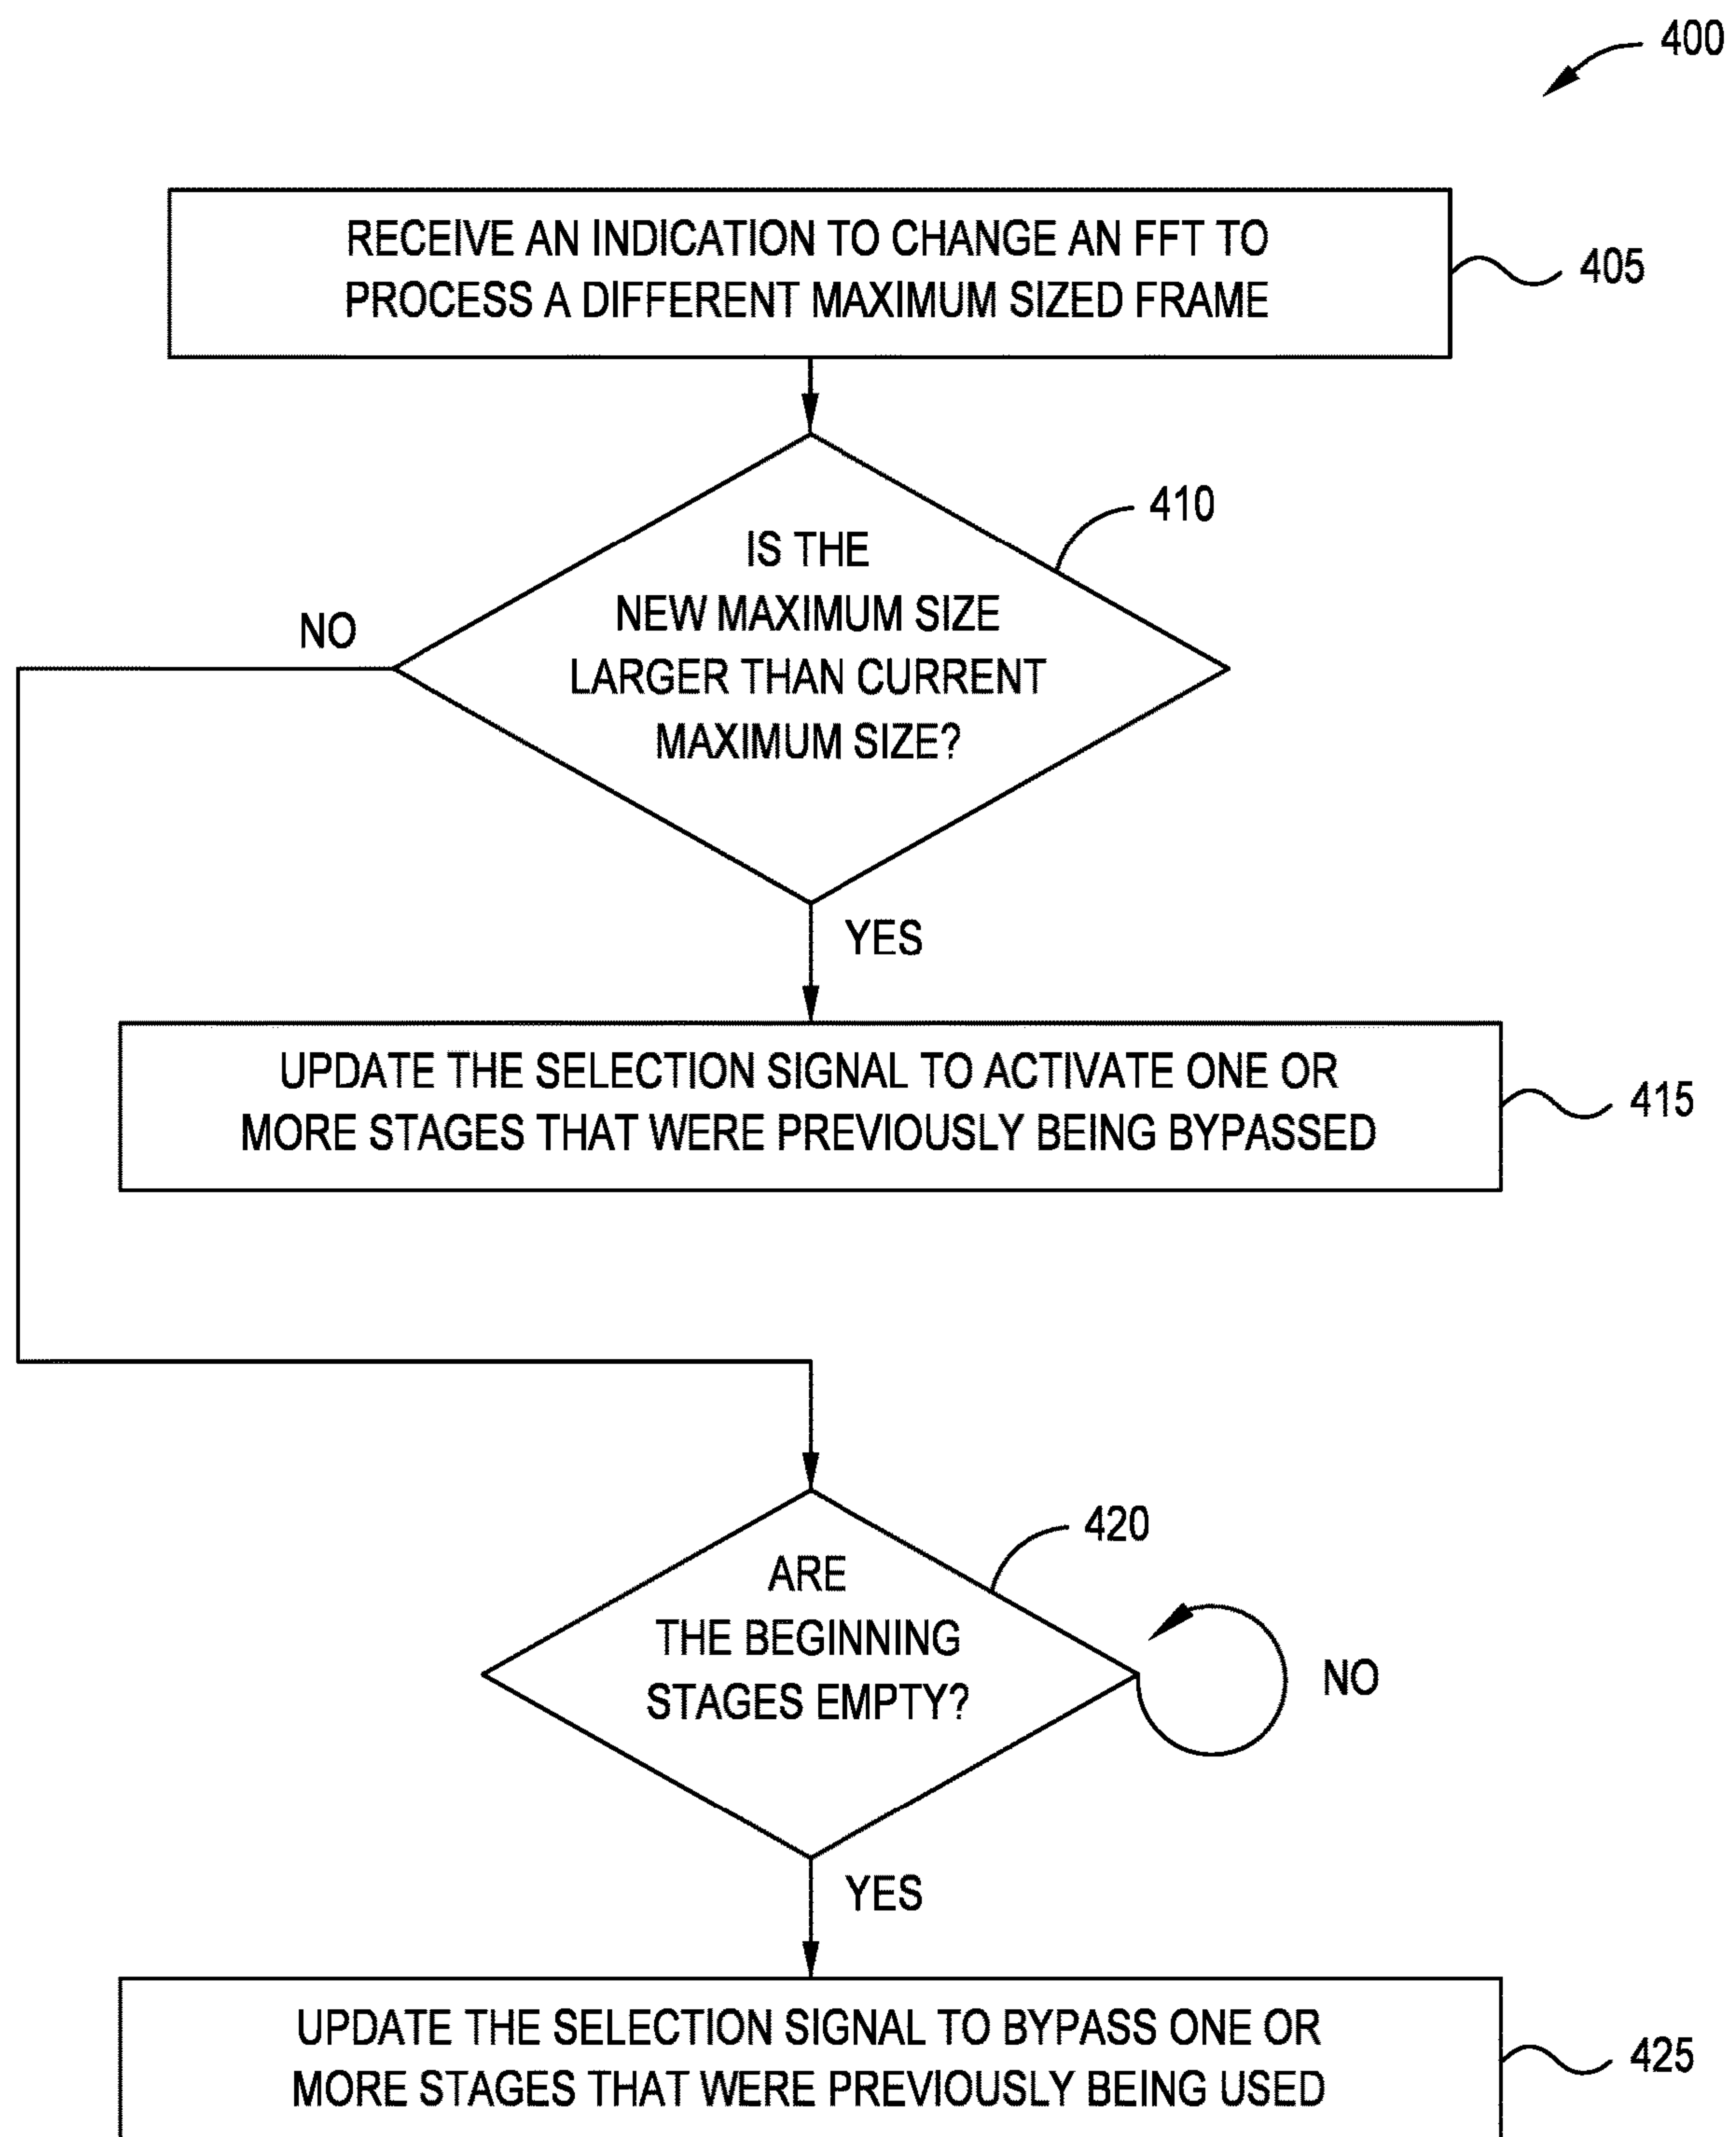 400
RECEIVE AN INDICATION TO CHANGE AN FFT TO
PROCESS A DIFFERENT MAXIMUM SIZED FRAME
405
410
IS THE
NEW MAXIMUM SIZE
LARGER THAN CURRENT
MAXIMUM SIZE?
NO
YES
UPDATE THE SELECTION SIGNAL TO ACTIVATE ONE OR
MORE STAGES THAT WERE PREVIOUSLY BEING BYPASSED
415
420
ARE
THE BEGINNING
STAGES EMPTY?
NO
YES
UPDATE THE SELECTION SIGNAL TO BYPASS ONE OR
MORE STAGES THAT WERE PREVIOUSLY BEING USED
425